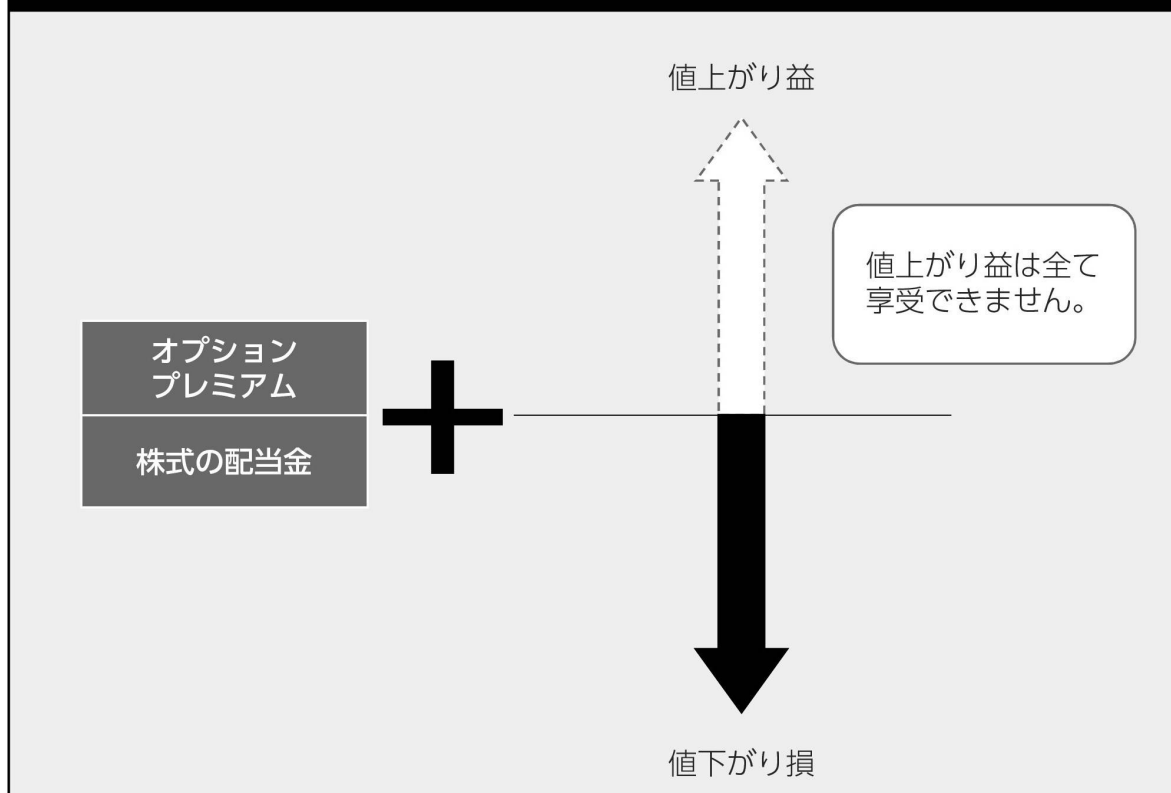 値上がり益
値上がり益は全て
享受できません。
オプション
プレミアム
株式の配当金
値下がり損